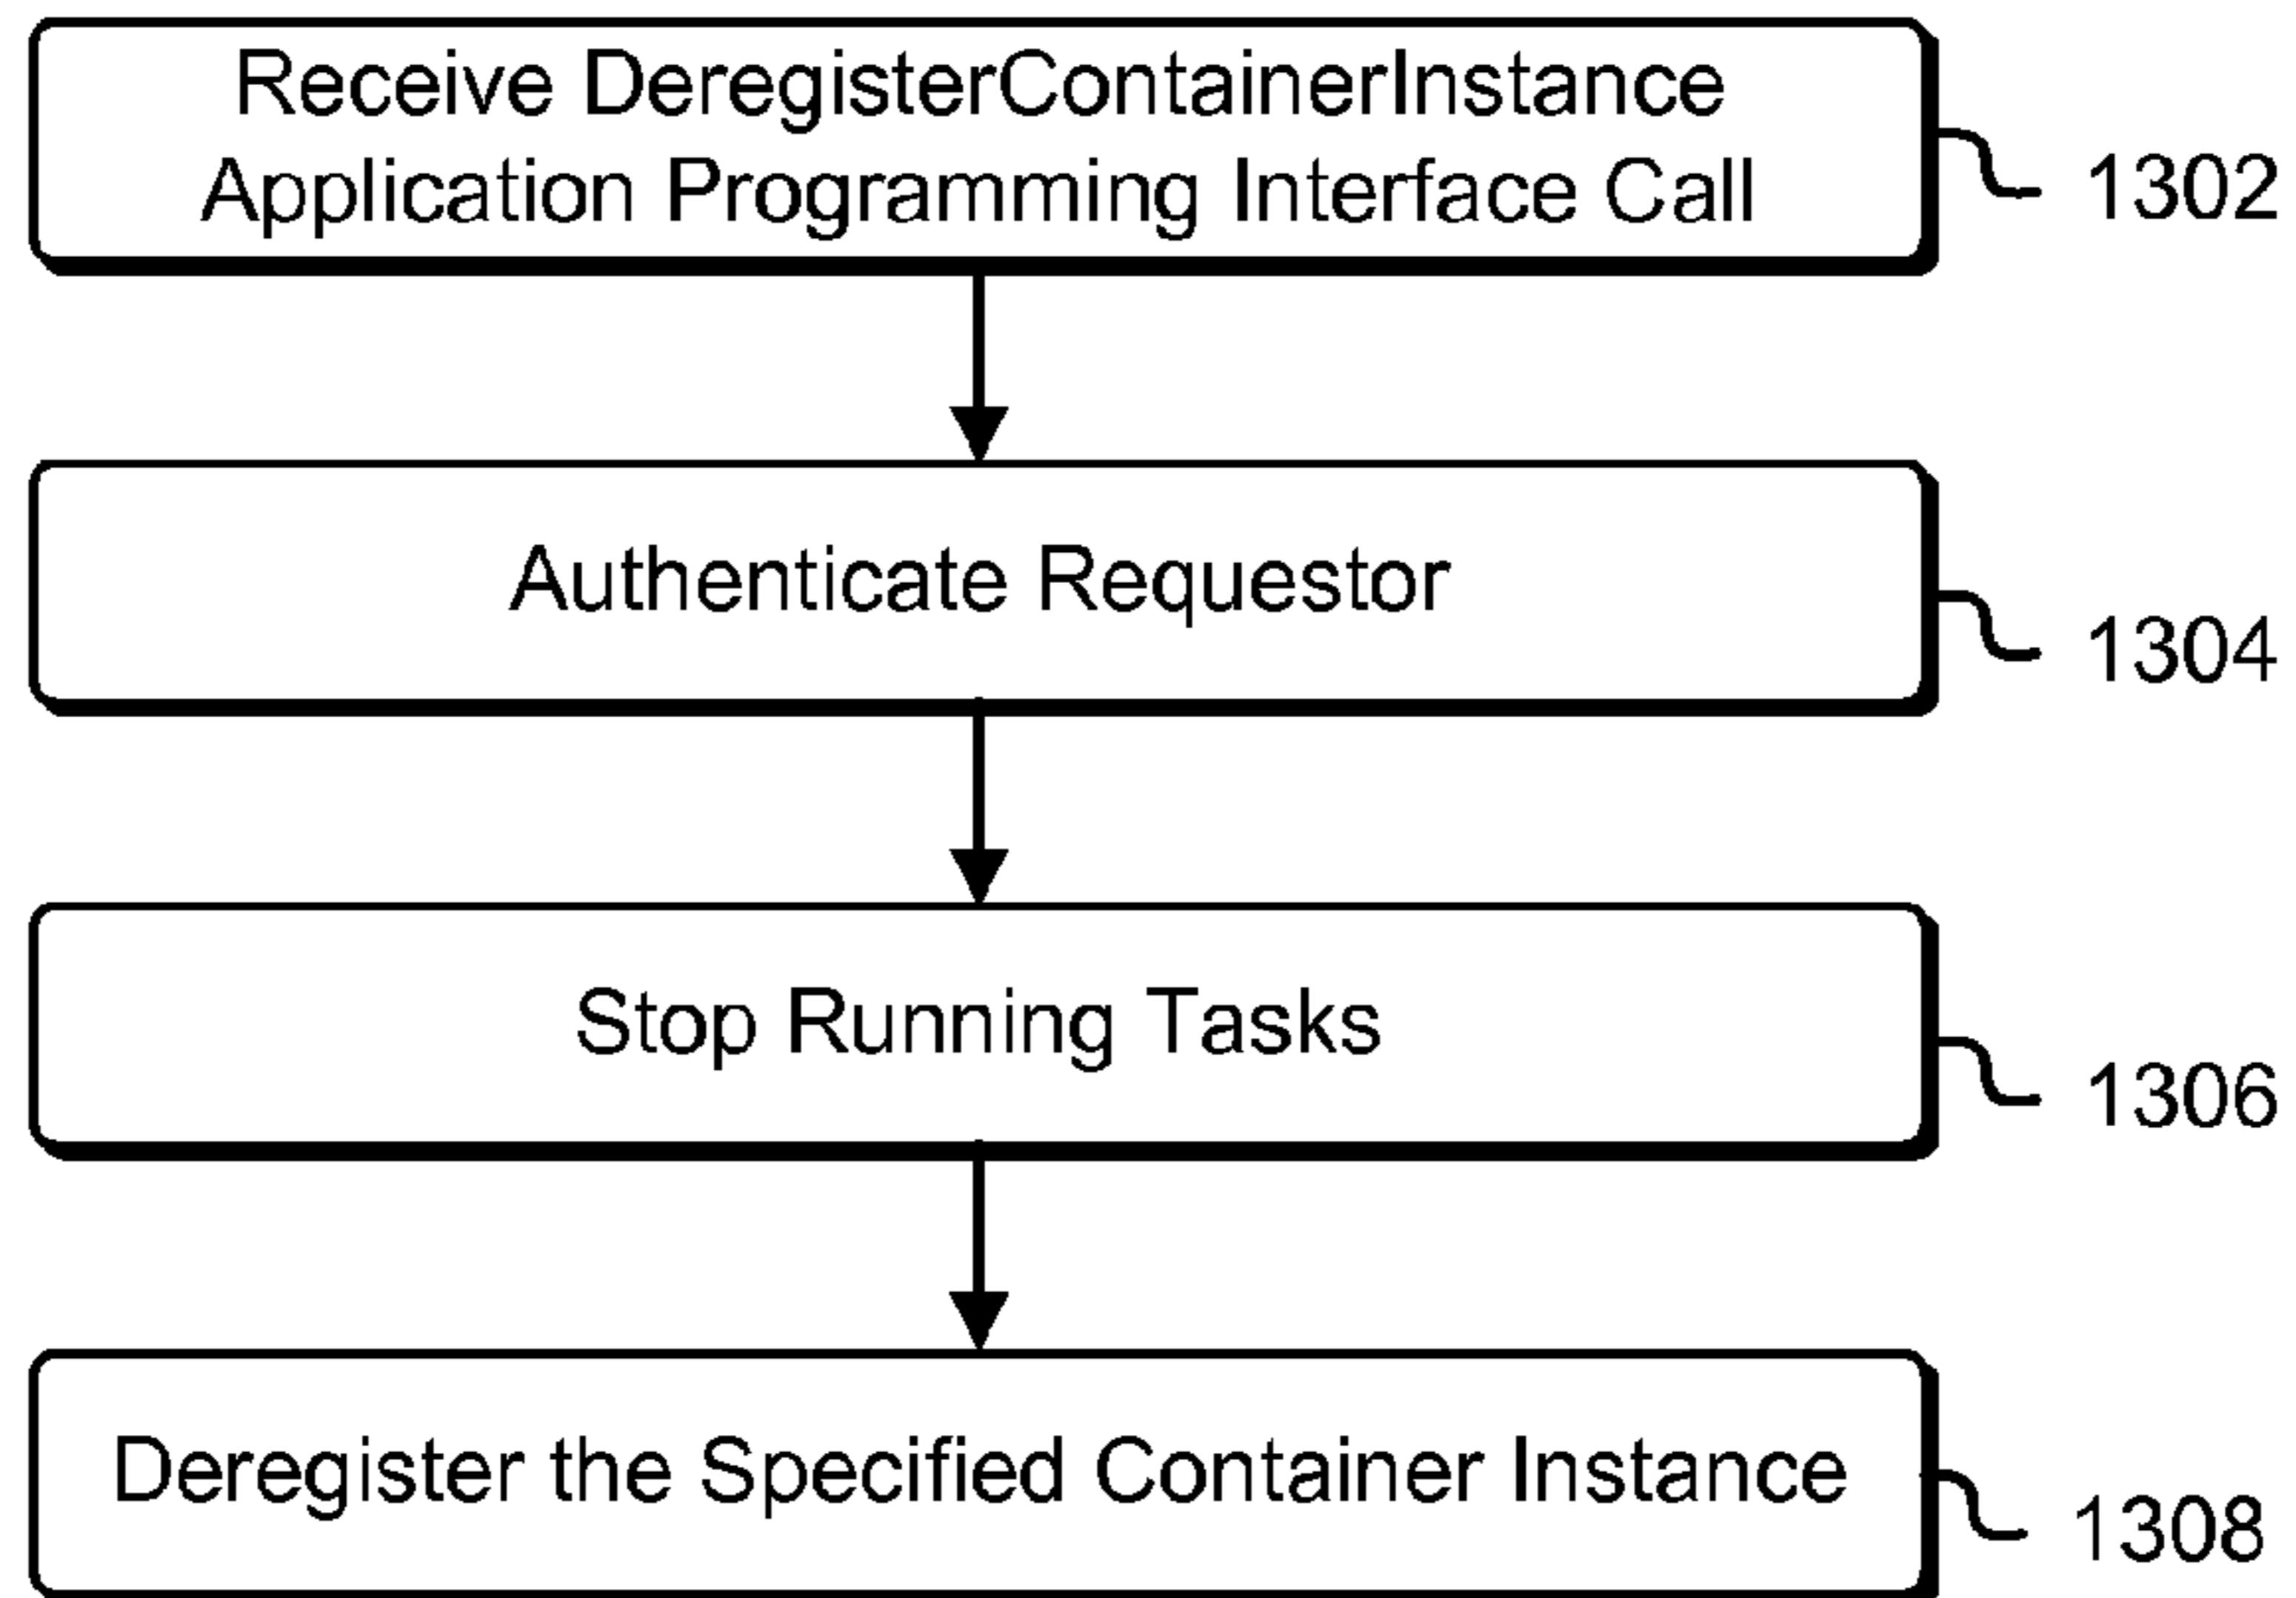 Receive DeregisterContainerInstance
Application Programming Interface Call
1302
Authenticate Requestor
1304
Stop Running Tasks
1306
Deregister the Specified Container Instance
1308